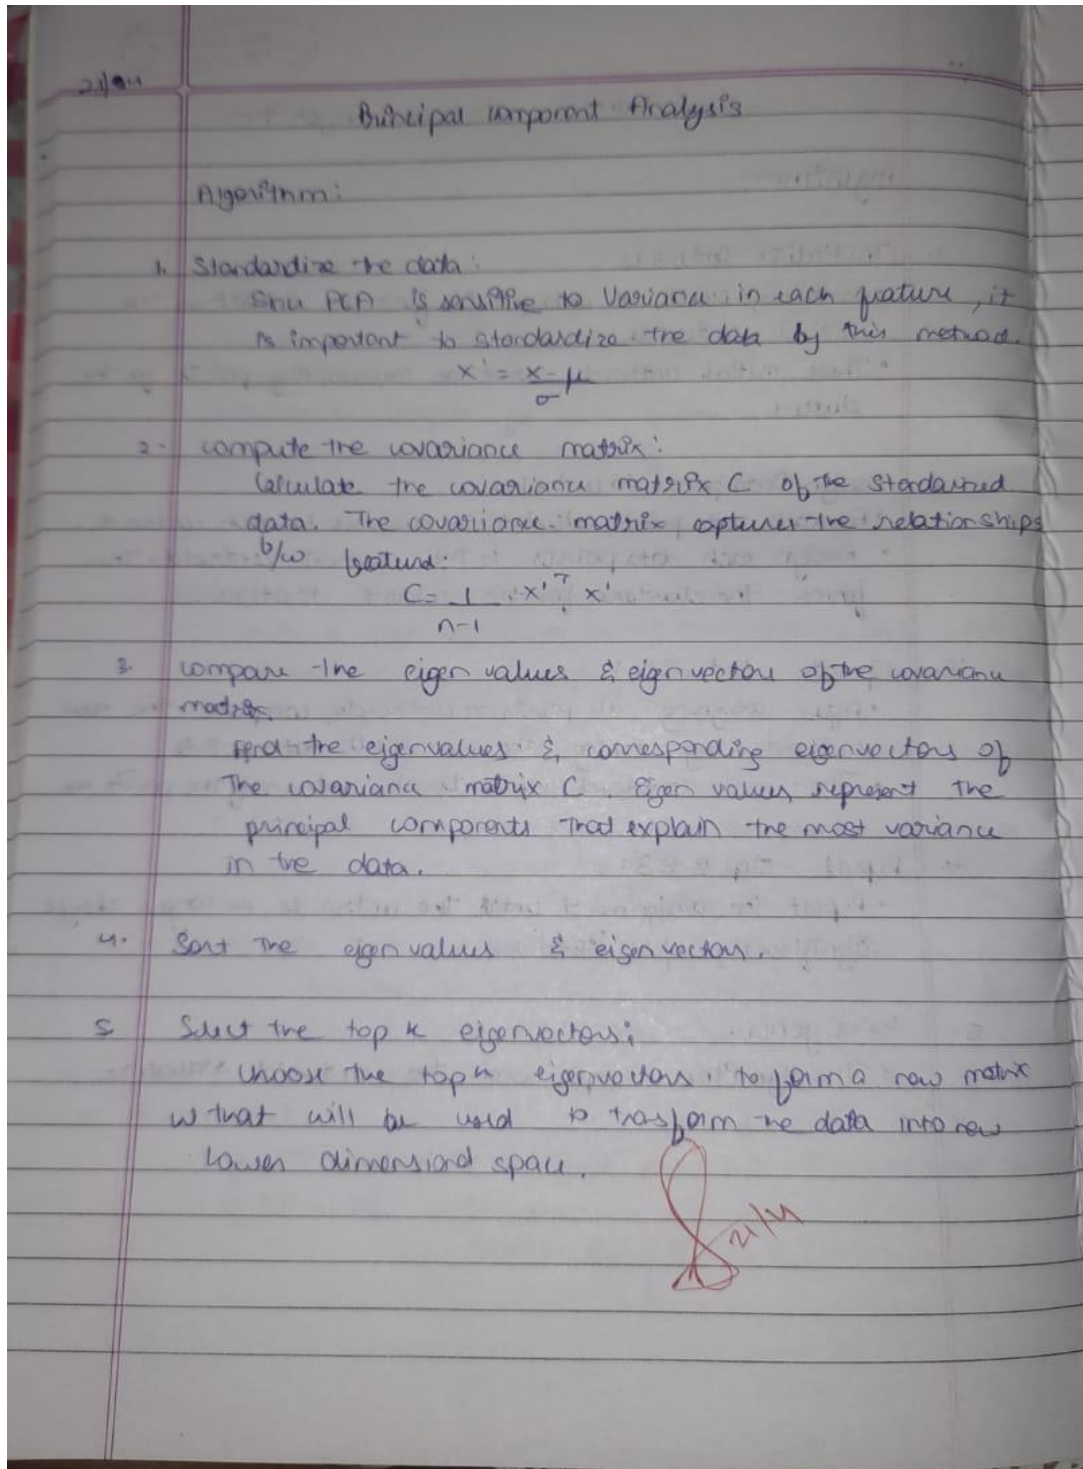 21/04
Principal component Analysis
Algorithm:
1. Standardize the data:
Sinu PCA is sensitive to Variance in each feature, it
is important to standardize the data by this method.
x' = x - μ
σ
2. compute the covariance matrix:
Calculate the covariance matrix C of the
data. The covariance matrix captures the relationships
b/w feature.
C = 1 . x'ᵀ . x'
n-1
3. compare the eigen values & eigen vectors of the covariance
matrix.
Find the eigenvalues & corresponding eigenvectors of
The covariance matrix C. Eigen values represent the
principal components that explain the most variance
in the data.
4. Sort The eigen values & eigen vectors.
5 Select the top k eigenvectors:
choose the top k eigenvectors. to form a new matrix
w that will be used to trasform the data into new
lower dimensional space.
21/4